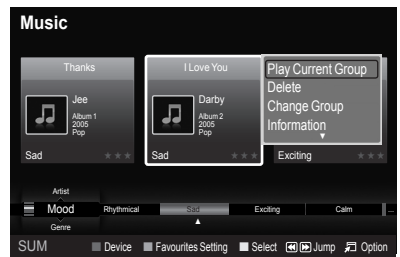 Music
Thanks
Jee
Album 1
2005
Pop
Sad
I Love You
Darby
Album 2
2005
Pop
Sad
Play Current Group
Delete
Change Group
Information
Exciting
Artist
Mood
Genre
Rhythmical Sad Exciting Calm ...
SUM Device Favourites Setting Select Jump Option